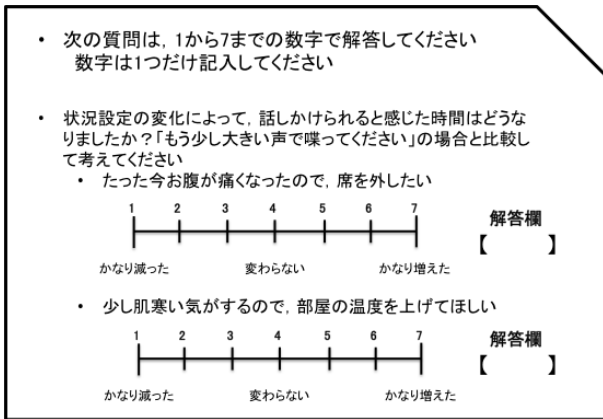 • 次の質問は, 1から7までの数字で解答してください
数字は1つだけ記入してください
• 状況設定の変化によって, 話しかけられると感じた時間はどうな
りましたか？「もう少し大きい声で喋ってください」の場合と比較し
て考えてください
• たった今お腹が痛くなったので, 席を外したい
1 2 3 4 5 6 7
解答欄
【 】
かなり減った 変わらない かなり増えた
• 少し肌寒い気がするので, 部屋の温度を上げてほしい
1 2 3 4 5 6 7
解答欄
【 】
かなり減った 変わらない かなり増えた